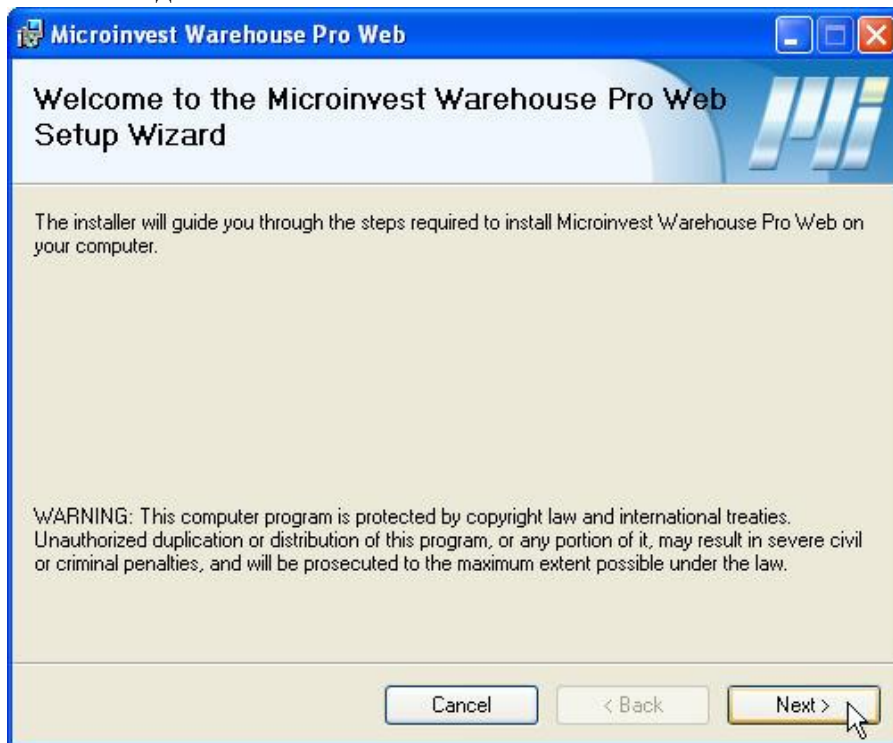 Microinvest Warehouse Pro Web
Welcome to the Microinvest Warehouse Pro Web
Setup Wizard
The installer will guide you through the steps required to install Microinvest Warehouse Pro Web on
your computer.
WARNING: This computer program is protected by copyright law and international treaties.
Unauthorized duplication or distribution of this program, or any portion of it, may result in severe civil
or criminal penalties, and will be prosecuted to the maximum extent possible under the law.
Cancel
< Back
Next >